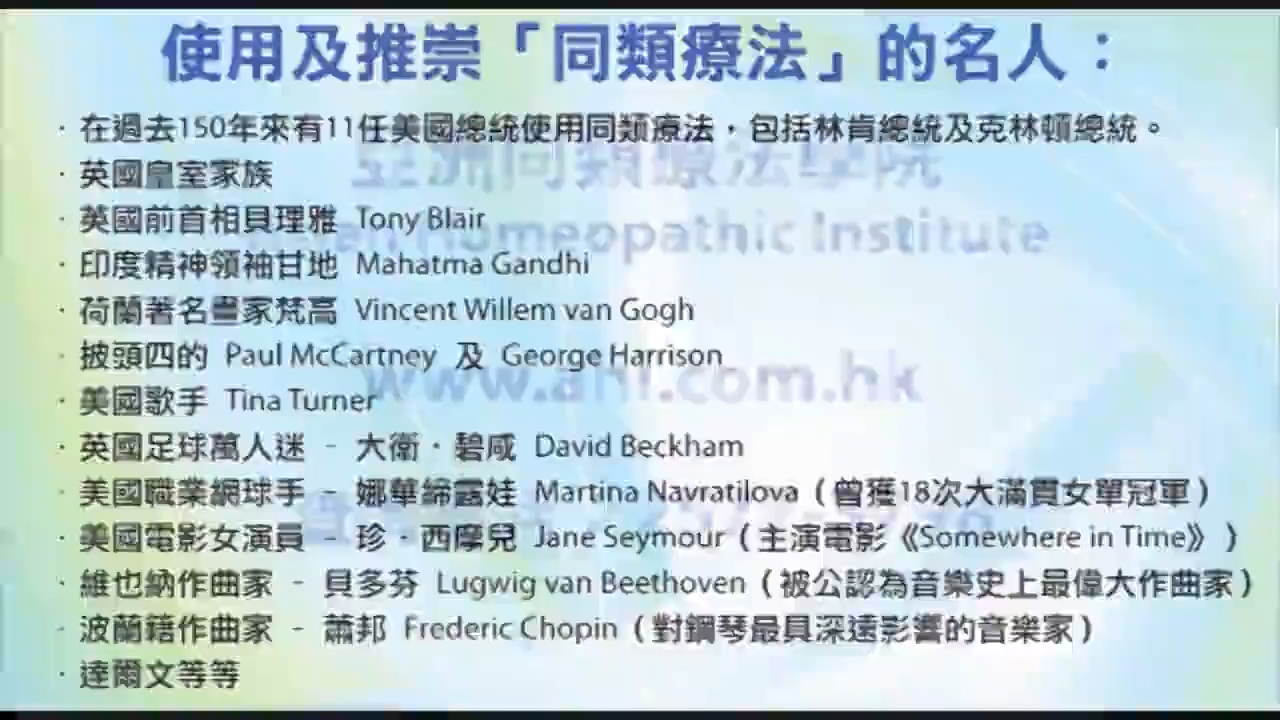 使用及推崇「同類療法」的名人：
· 在過去150年來有11任美國總統使用同類療法，包括林肯總統及克林頓總統。
· 英國皇室家族
· 英國前首相貝理雅 Tony Blair
· 印度精神領袖甘地 Mahatma Gandhi
· 荷蘭著名畫家梵高 Vincent Willem van Gogh
· 披頭四的 Paul McCartney 及 George Harrison
· 美國歌手 Tina Turner
· 英國足球萬人迷 - 大衛·碧咸 David Beckham
· 美國職業網球手 - 娜華締露娃 Martina Navratilova（曾獲18次大滿貫女單冠軍）
· 美國電影女演員 - 珍·西摩兒 Jane Seymour（主演電影《Somewhere in Time》）
· 維也納作曲家 - 貝多芬 Lugwig van Beethoven（被公認為音樂史上最偉大作曲家）
· 波蘭籍作曲家 - 蕭邦 Frederic Chopin（對鋼琴最具深遠影響的音樂家）
· 達爾文等等
亞洲同類療法學院
Asian Homeopathic Institute
www.ahi.com.hk